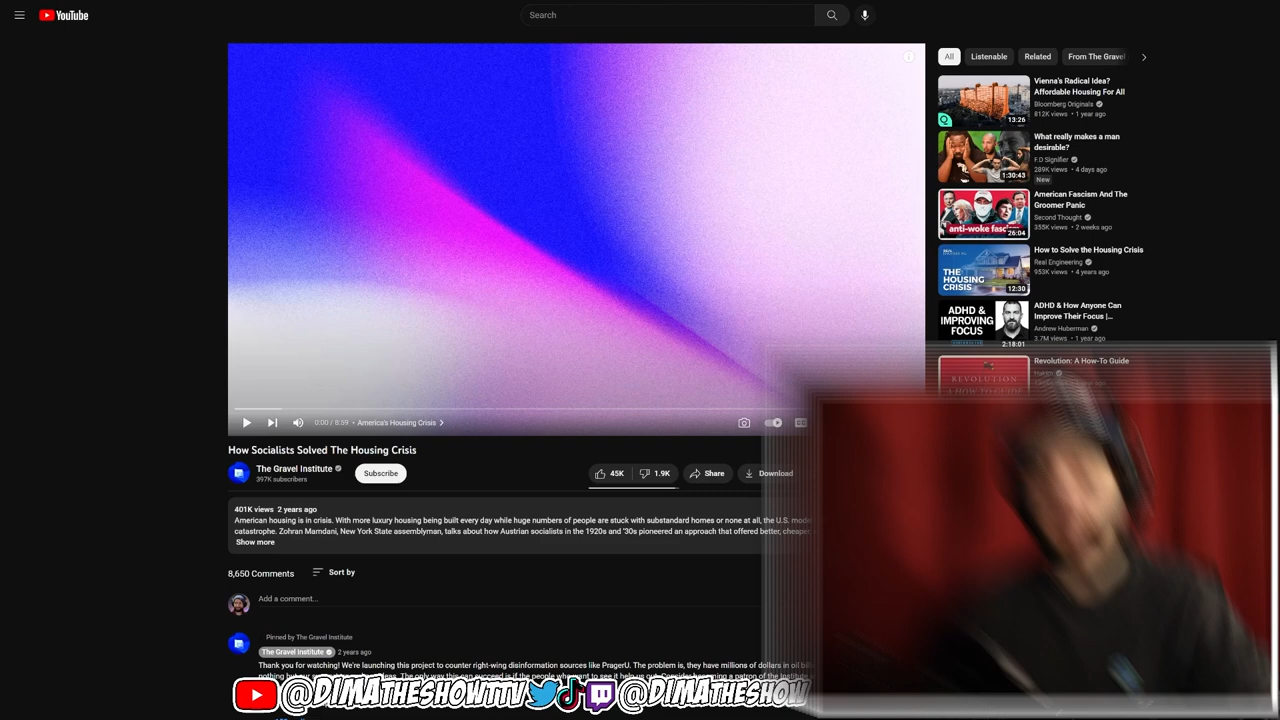 YouTube
Search
All
Listenable
Related
From The Gravel
Vienna's Radical Idea?
Affordable Housing For All
Bloomberg Originals
812K views • 1 year ago
13:26
What really makes a man
desirable?
F.D Signifier
289K views • 4 days ago
New
1:30:43
American Fascism And The
Groomer Panic
Second Thought
355K views • 2 weeks ago
anti-woke fascism
26:04
How to Solve the Housing Crisis
Real Engineering
953K views • 4 years ago
THE
HOUSING
CRISIS
12:30
ADHD & How Anyone Can
Improve Their Focus |...
Andrew Huberman
3.7M views • 1 year ago
ADHD &
IMPROVING
FOCUS
2:18:01
Revolution: A How-To Guide
REVOLUTION
A HOW-TO GUIDE
0:00 / 8:59 • America's Housing Crisis
How Socialists Solved The Housing Crisis
The Gravel Institute
397K subscribers
Subscribe
45K
1.9K
Share
Download
401K views 2 years ago
American housing is in crisis. With more luxury housing being built every day while huge numbers of people are stuck with substandard homes or none at all, the U.S.
catastrophe. Zohran Mamdani, New York State assemblyman, talks about how Austrian socialists in the 1920s and '30s pioneered an approach that offered better,
Show more
8,650 Comments
Sort by
Add a comment...
Pinned by The Gravel Institute
The Gravel Institute
2 years ago
Thank you for watching! We're launching this project to counter right-wing disinformation sources like PragerU. The problem is, they have millions of dollars in oil
@DIMATHESHOWTTV @DIMATHESHOW